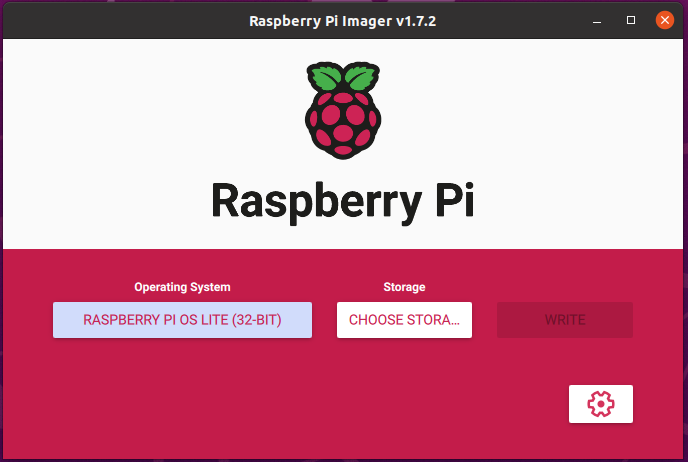 Raspberry Pi Imager v1.7.2
Raspberry Pi
Operating System
Storage
RASPBERRY PI OS LITE (32-BIT)
CHOOSE STORA...
WRITE